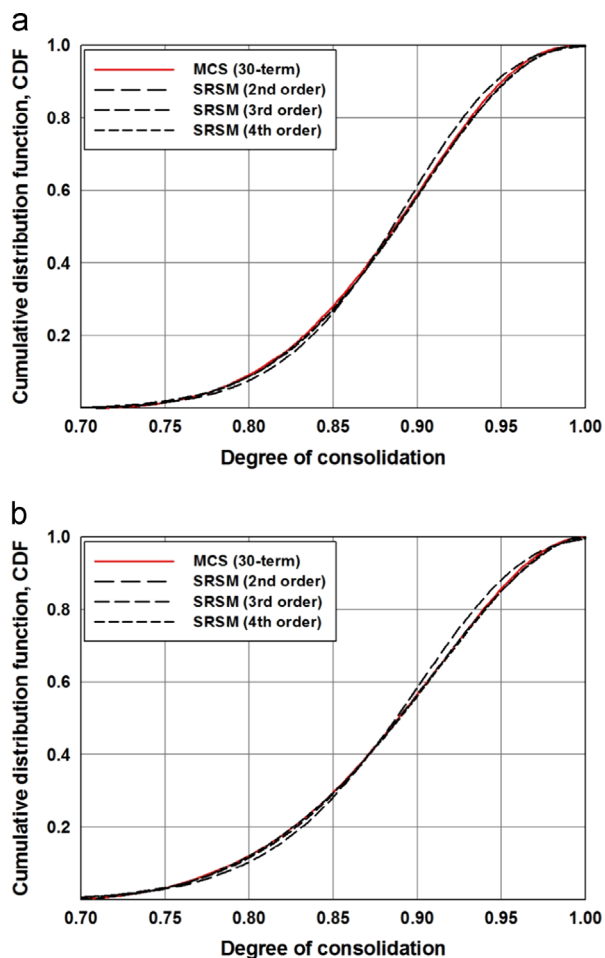 a
Cumulative distribution function, CDF
1.0
0.8
0.6
0.4
0.2
MCS (30-term)
SRSM (2nd order)
SRSM (3rd order)
SRSM (4th order)
0.70 0.75 0.80 0.85 0.90 0.95 1.00
Degree of consolidation
b
Cumulative distribution function, CDF
1.0
0.8
0.6
0.4
0.2
MCS (30-term)
SRSM (2nd order)
SRSM (3rd order)
SRSM (4th order)
0.70 0.75 0.80 0.85 0.90 0.95 1.00
Degree of consolidation